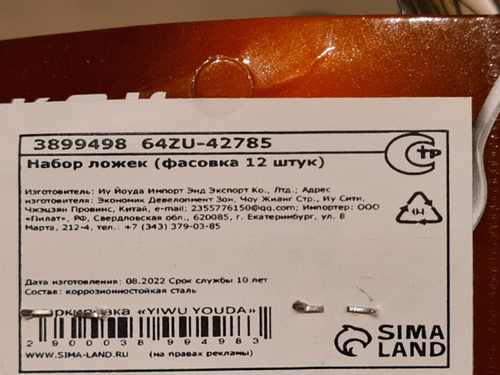 3899498 64ZU-42785
Набор ложек (фасовка 12 штук)
Изготовитель: Иу Йоуда Импорт Энд Экспорт Ко., Лтд.; Адрес
изготовителя: Экономик Девелопмент Зон, Чоу Жианг Стр., Иу Сити,
Чжэцзян Провинс, Китай, e-mail: 2355776150@qq.com; Импортер: ООО
«Пилат», РФ, Свердловская обл., 620085, г. Екатеринбург, ул. 8
Марта, 212-4, тел.: +7 (343) 379-03-85
Дата изготовления: 08.2022 Срок службы 10 лет
Состав: коррозионностойкая сталь
«YIWU YOUDA»
2 000038 994983
WWW.SIMA-LAND.RU (на правах рекламы)
SIMA
LAND